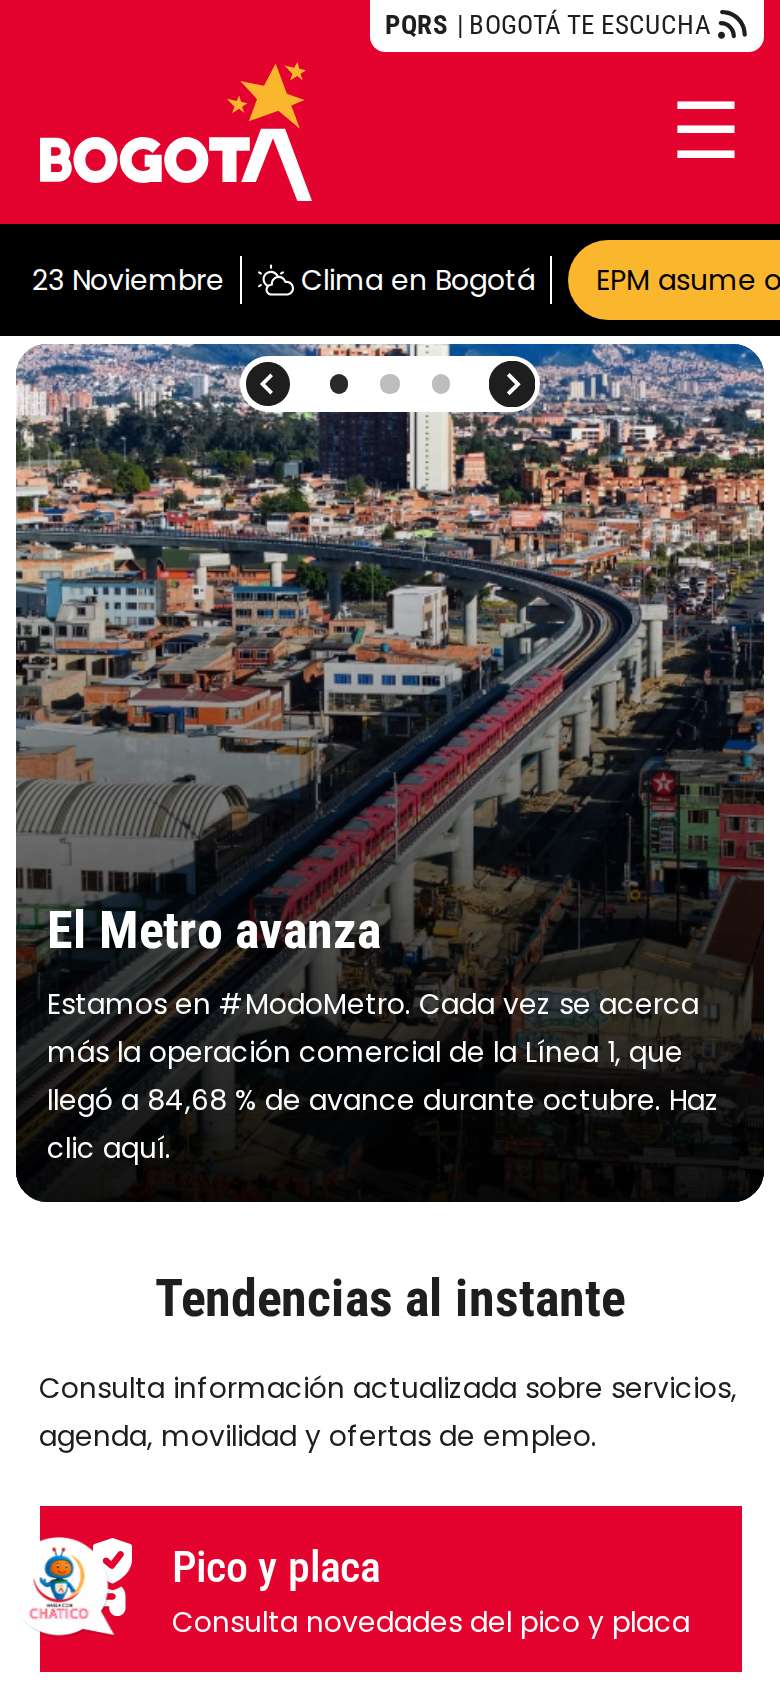 PQRS | BOGOTÁ TE ESCUCHA
BOGOTA
23 Noviembre
Clima en Bogotá
EPM asume o
El Metro avanza
Estamos en #ModoMetro. Cada vez se acerca
más la operación comercial de la Línea 1, que
llegó a 84,68 % de avance durante octubre. Haz
clic aquí.
Tendencias al instante
Consulta información actualizada sobre servicios,
agenda, movilidad y ofertas de empleo.
Pico y placa
Consulta novedades del pico y placa
CHATICO